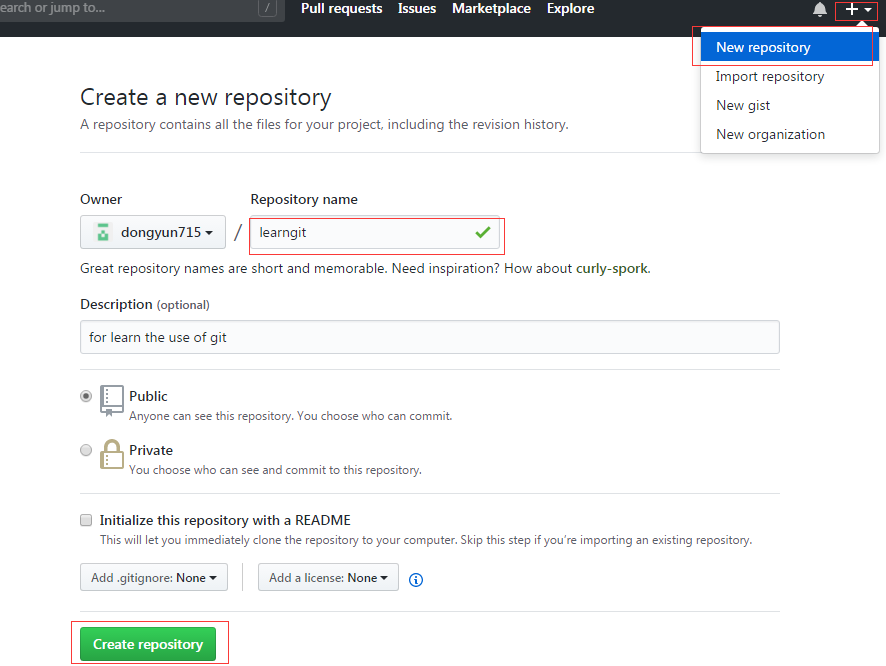 earch or jump to... / Pull requests Issues Marketplace Explore
New repository
Import repository
New gist
New organization
Create a new repository
A repository contains all the files for your project, including the revision history.
Owner Repository name
dongyun715 / learngit
Great repository names are short and memorable. Need inspiration? How about curly-spork.
Description (optional)
for learn the use of git
Public
Anyone can see this repository. You choose who can commit.
Private
You choose who can see and commit to this repository.
Initialize this repository with a README
This will let you immediately clone the repository to your computer. Skip this step if you’re importing an existing repository.
Add .gitignore: None Add a license: None
Create repository